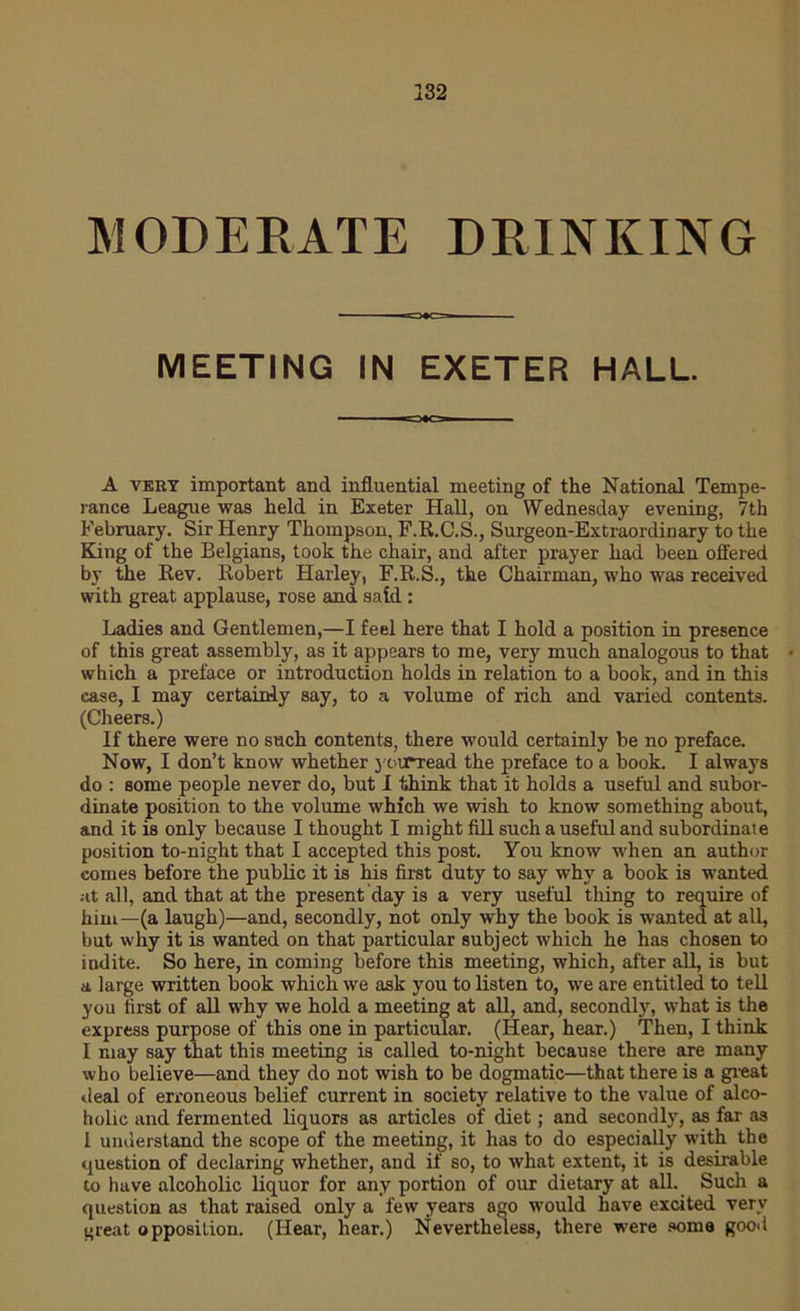 132
MODERATE DRINKING
MEETING IN EXETER HALL.
A VERY important and influential meeting of the National Tempe-
rance League was held in Exeter Hall, on Wednesday evening, 7th
February. Sir Henry Thompson, F.R.C.S., Surgeon-Extraordinary to the
King of the Belgians, took the chair, and after prayer had been offered
by the Rev. Robert Harley, F.R.S., the Chairman, who was received
with great applause, rose and said:
Ladies and Gentlemen,—I feel here that I hold a position in presence
of this great assembly, as it appears to me, very much analogous to that
which a preface or introduction holds in relation to a book, and in this
case, I may certainly say, to a volume of rich and varied contents.
(Cheers.)
If there were no such contents, there would certainly be no preface.
Now, I don't know whether you read the preface to a book. I always
do : some people never do, but I think that it holds a useful and subor-
dinate position to the volume which we wish to know something about,
and it is only because I thought I might fill such a useful and subordinate
position to-night that I accepted this post. You know when an author
comes before the public it is his first duty to say why a book is wanted
at all, and that at the present day is a very useful thing to require of
him—(a laugh)—and, secondly, not only why the book is wanted at all,
but why it is wanted on that particular subject which he has chosen to
indite. So here, in coming before this meeting, which, after all, is but
a large written book which we ask you to listen to, we are entitled to tell
you first of all why we hold a meeting at all, and, secondly, what is the
express purpose of this one in particular. (Hear, hear.) Then, I think
I may say that this meeting is called to-night because there are many
who believe—and they do not wish to be dogmatic—that there is a great
deal of erroneous belief current in society relative to the value of alco-
holic and fermented liquors as articles of diet; and secondly, as far as
I understand the scope of the meeting, it has to do especially with the
question of declaring whether, and if so, to what extent, it is desirable
to have alcoholic liquor for any portion of our dietary at all. Such a
question as that raised only a few years ago would have excited very
great opposition. (Hear, hear.) Nevertheless, there were some good